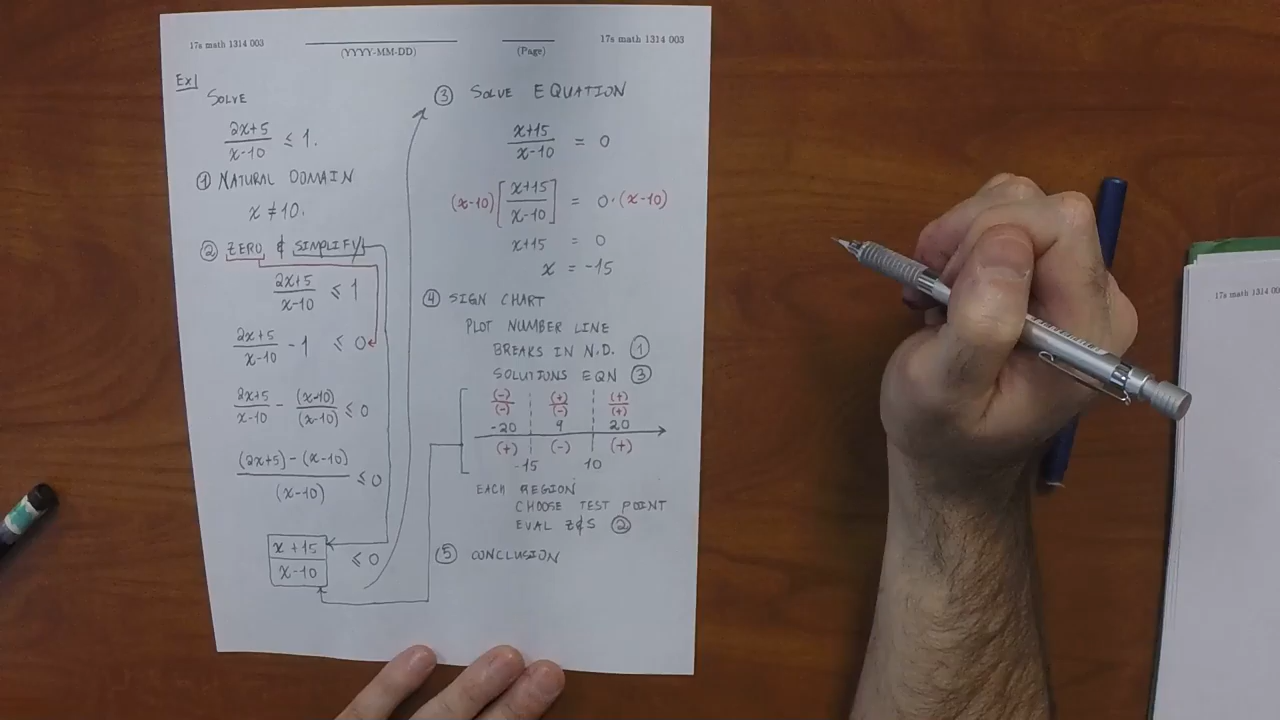 17s math 1314 003
(YYYY-MM-DD)
(Page)
17s math 1314 003
Ex1
SOLVE
(2x+5)/(x-10) ≤ 1.
① NATURAL DOMAIN
x ≠ 10.
② ZERO & SIMPLIFY
(2x+5)/(x-10) ≤ 1
(2x+5)/(x-10) - 1 ≤ 0
(2x+5)/(x-10) - (x-10)/(x-10) ≤ 0
((2x+5)-(x-10))/(x-10) ≤ 0
(x+15)/(x-10) ≤ 0
③ SOLVE EQUATION
(x+15)/(x-10) = 0
(x-10)[(x+15)/(x-10)] = 0·(x-10)
x+15 = 0
x = -15
④ SIGN CHART
PLOT NUMBER LINE
BREAKS IN N.D. ①
SOLUTIONS EQN ③
(-)/(-) (+)/(-) (+)/(+)
-20 9 20
(+) (-) (+)
-15 10
EACH REGION
CHOOSE TEST POINT
EVAL Z&S ②
⑤ CONCLUSION
17s math 1314 00